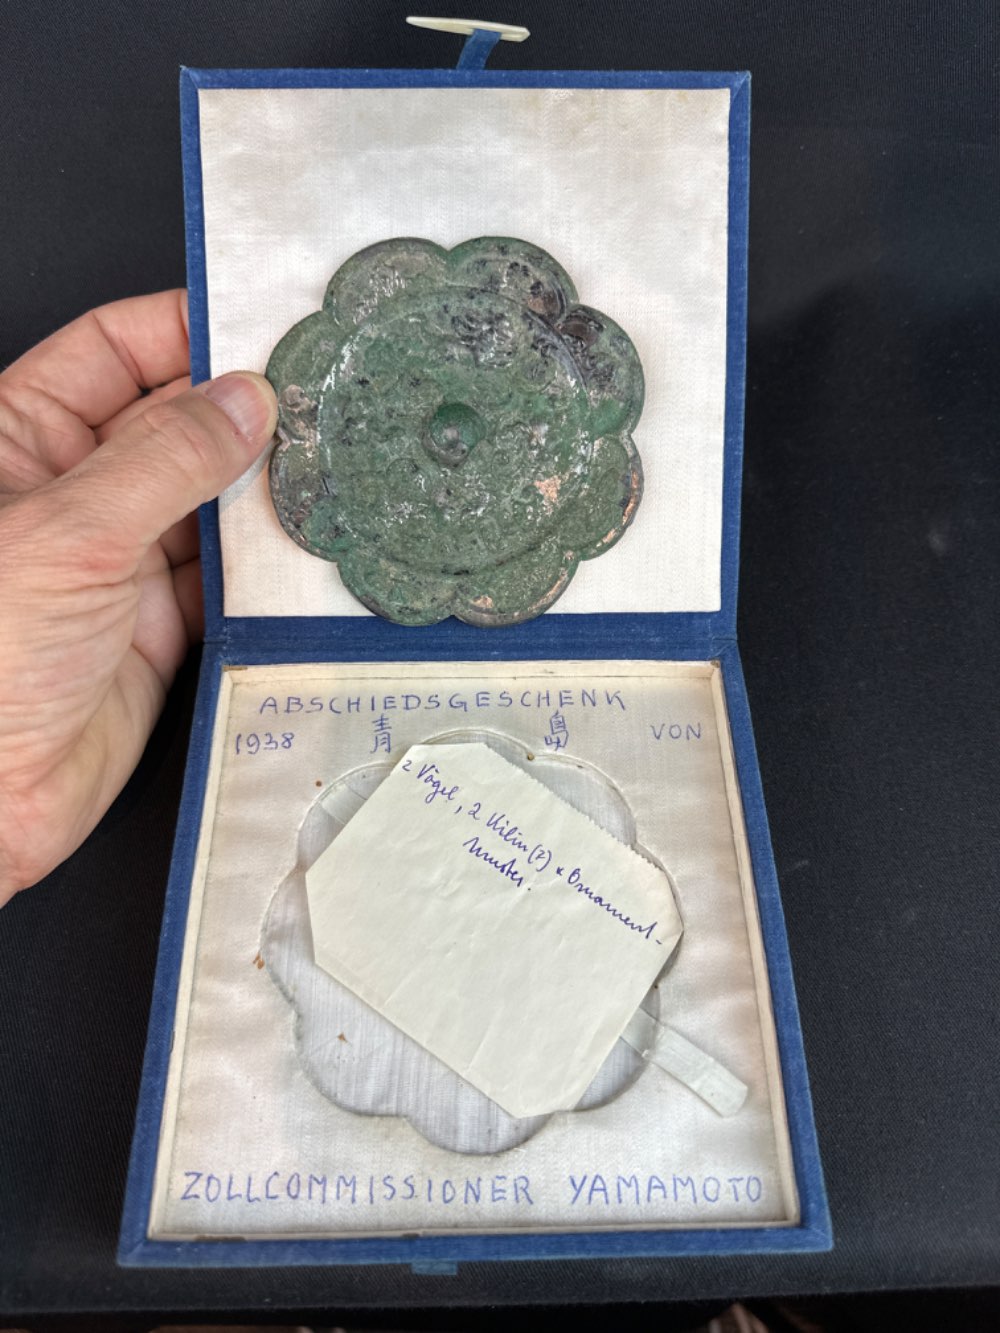 ABSCHIEDSGESCHENK
1938 青 島 VON
2 Vögel, 2 Kilin(?) x Ornament-
muster.
ZOLLCOMMISSIONER YAMAMOTO